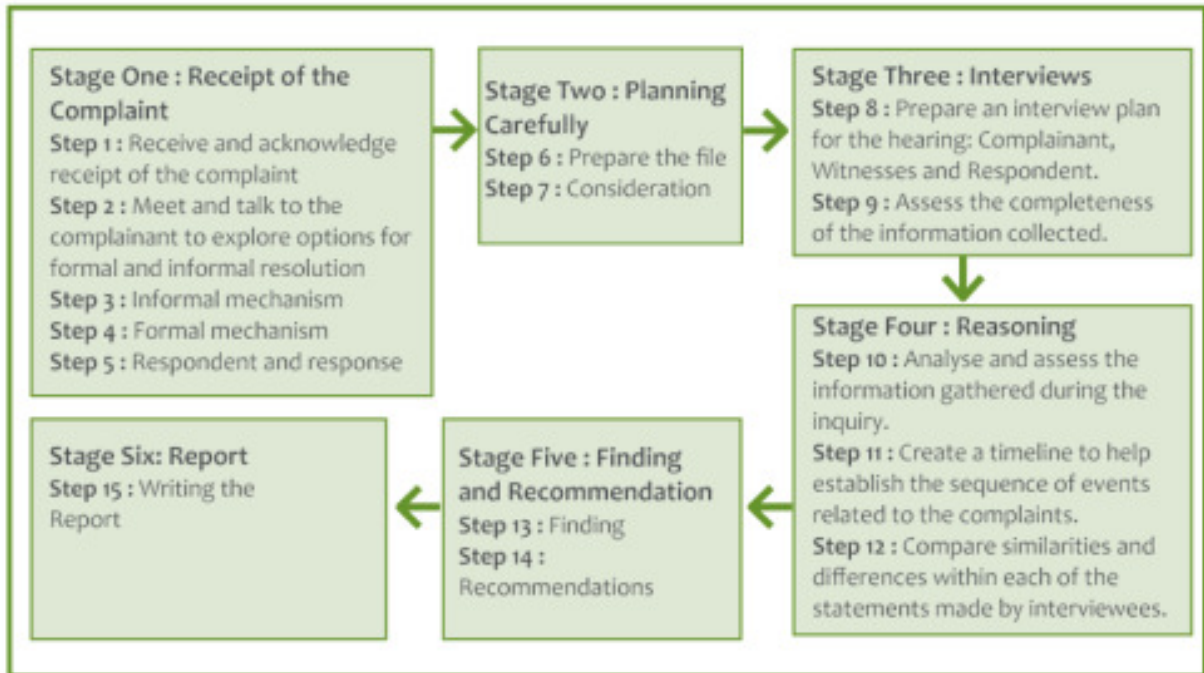 Stage One : Receipt of the
Complaint
Step 1 : Receive and acknowledge
receipt of the complaint
Step 2 : Meet and talk to the
complainant to explore options for
formal and informal resolution
Step 3 : Informal mechanism
Step 4 : Formal mechanism
Step 5 : Respondent and response
Stage Two : Planning
Carefully
Step 6 : Prepare the file
Step 7 : Consideration
Stage Three : Interviews
Step 8 : Prepare an interview plan
for the hearing: Complainant,
Witnesses and Respondent.
Step 9 : Assess the completeness
of the information collected.
Stage Four : Reasoning
Step 10 : Analyse and assess the
information gathered during the
inquiry.
Step 11 : Create a timeline to help
establish the sequence of events
related to the complaints.
Step 12 : Compare similarities and
differences within each of the
statements made by interviewees.
Stage Five : Finding
and Recommendation
Step 13 : Finding
Step 14 :
Recommendations
Stage Six: Report
Step 15 : Writing the
Report